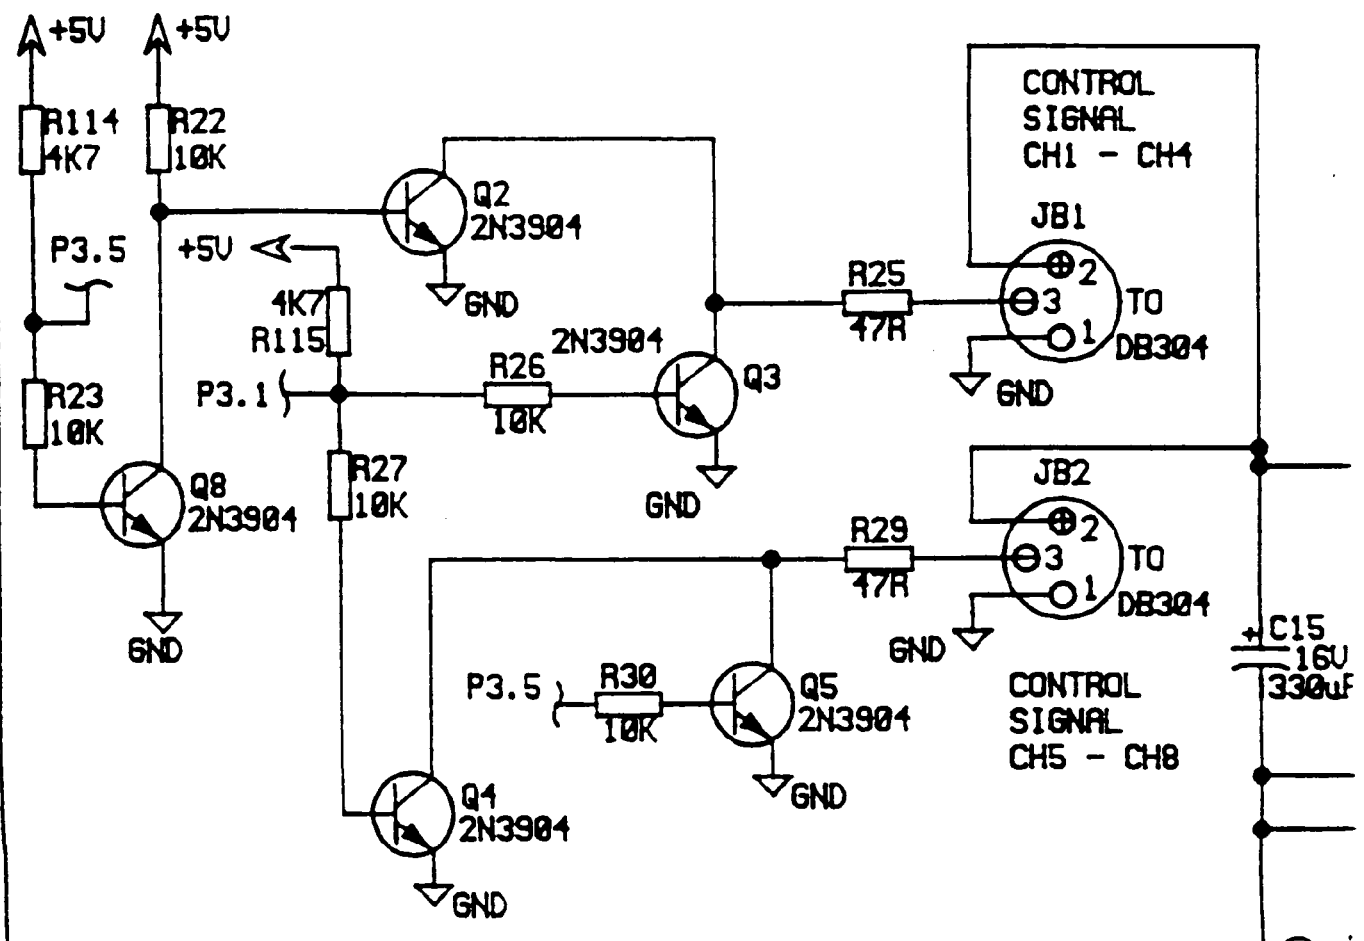 +5V
+5V
R114
4K7
R22
10K
CONTROL
SIGNAL
CH1 - CH4
Q2
2N3904
JB1
P3.5
+5V
GND
R25
47R
2
3
1
TO
DB304
GND
4K7
R115
2N3904
Q3
P3.1
R26
10K
R23
10K
GND
R27
10K
Q8
2N3904
JB2
R29
47R
2
3
1
TO
DB304
GND
GND
+
C15
16V
330uF
P3.5
R30
10K
Q5
2N3904
CONTROL
SIGNAL
CH5 - CH8
GND
Q4
2N3904
GND